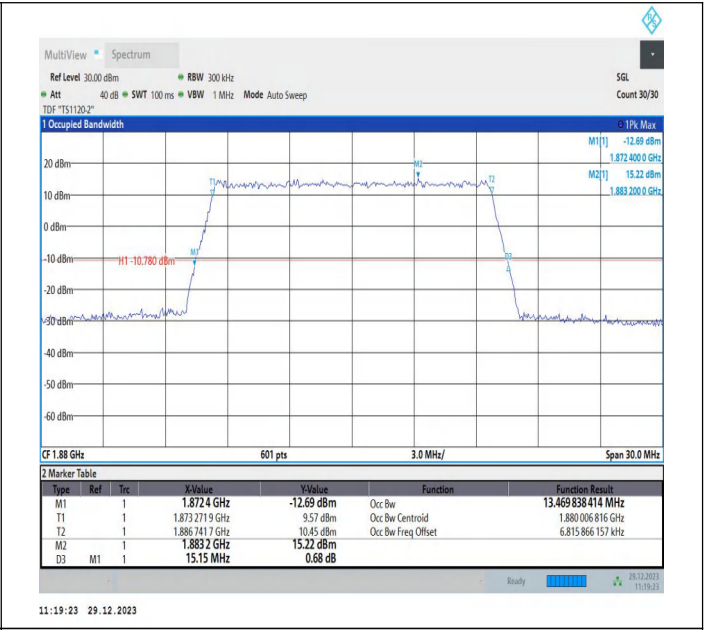 R S
MultiView Spectrum
Ref Level 30.00 dBm RBW 300 kHz SGL
Att 40 dB SWT 100 ms VBW 1 MHz Mode Auto Sweep Count 30/30
TDF "TS1120-2"
1 Occupied Bandwidth 1Pk Max
M1[1] -12.69 dBm
1.872 400 0 GHz
M2[1] 15.22 dBm
1.883 200 0 GHz
20 dBm
M2
T1
T2
10 dBm
0 dBm
M1
D3
-10 dBm
H1 -10.780 dBm
-20 dBm
-30 dBm
-40 dBm
-50 dBm
-60 dBm
CF 1.88 GHz 601 pts 3.0 MHz/ Span 30.0 MHz
2 Marker Table
Type Ref Trc X-Value Y-Value Function Function Result
M1 1 1.8724 GHz -12.69 dBm Occ Bw 13.469 838 414 MHz
T1 1 1.873 271 9 GHz 9.57 dBm Occ Bw Centroid 1.880 006 816 GHz
T2 1 1.886 741 7 GHz 10.45 dBm Occ Bw Freq Offset 6.815 866 157 kHz
M2 1 1.8832 GHz 15.22 dBm
D3 M1 1 15.15 MHz 0.68 dB
Ready 29.12.2023
11:19:23
11:19:23 29.12.2023